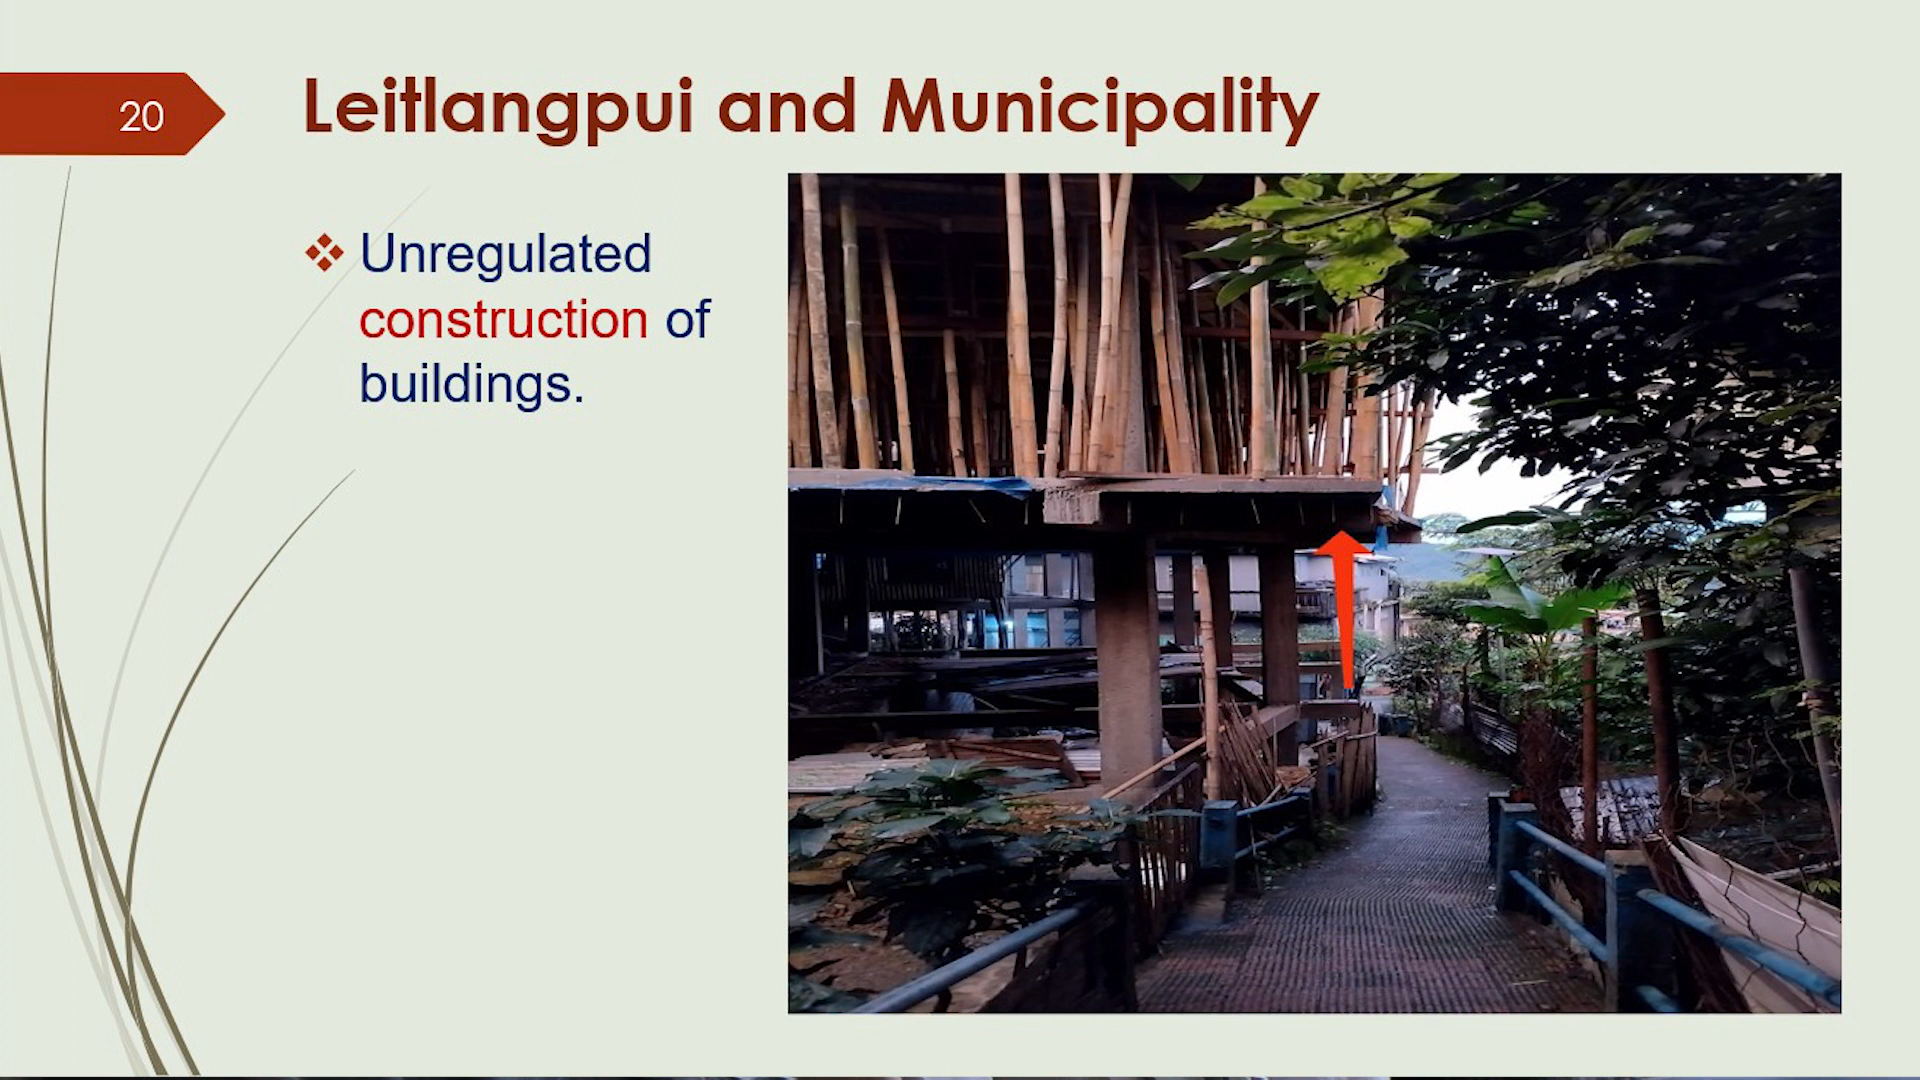 20
Leitlangpui and Municipality
Unregulated
construction of
buildings.